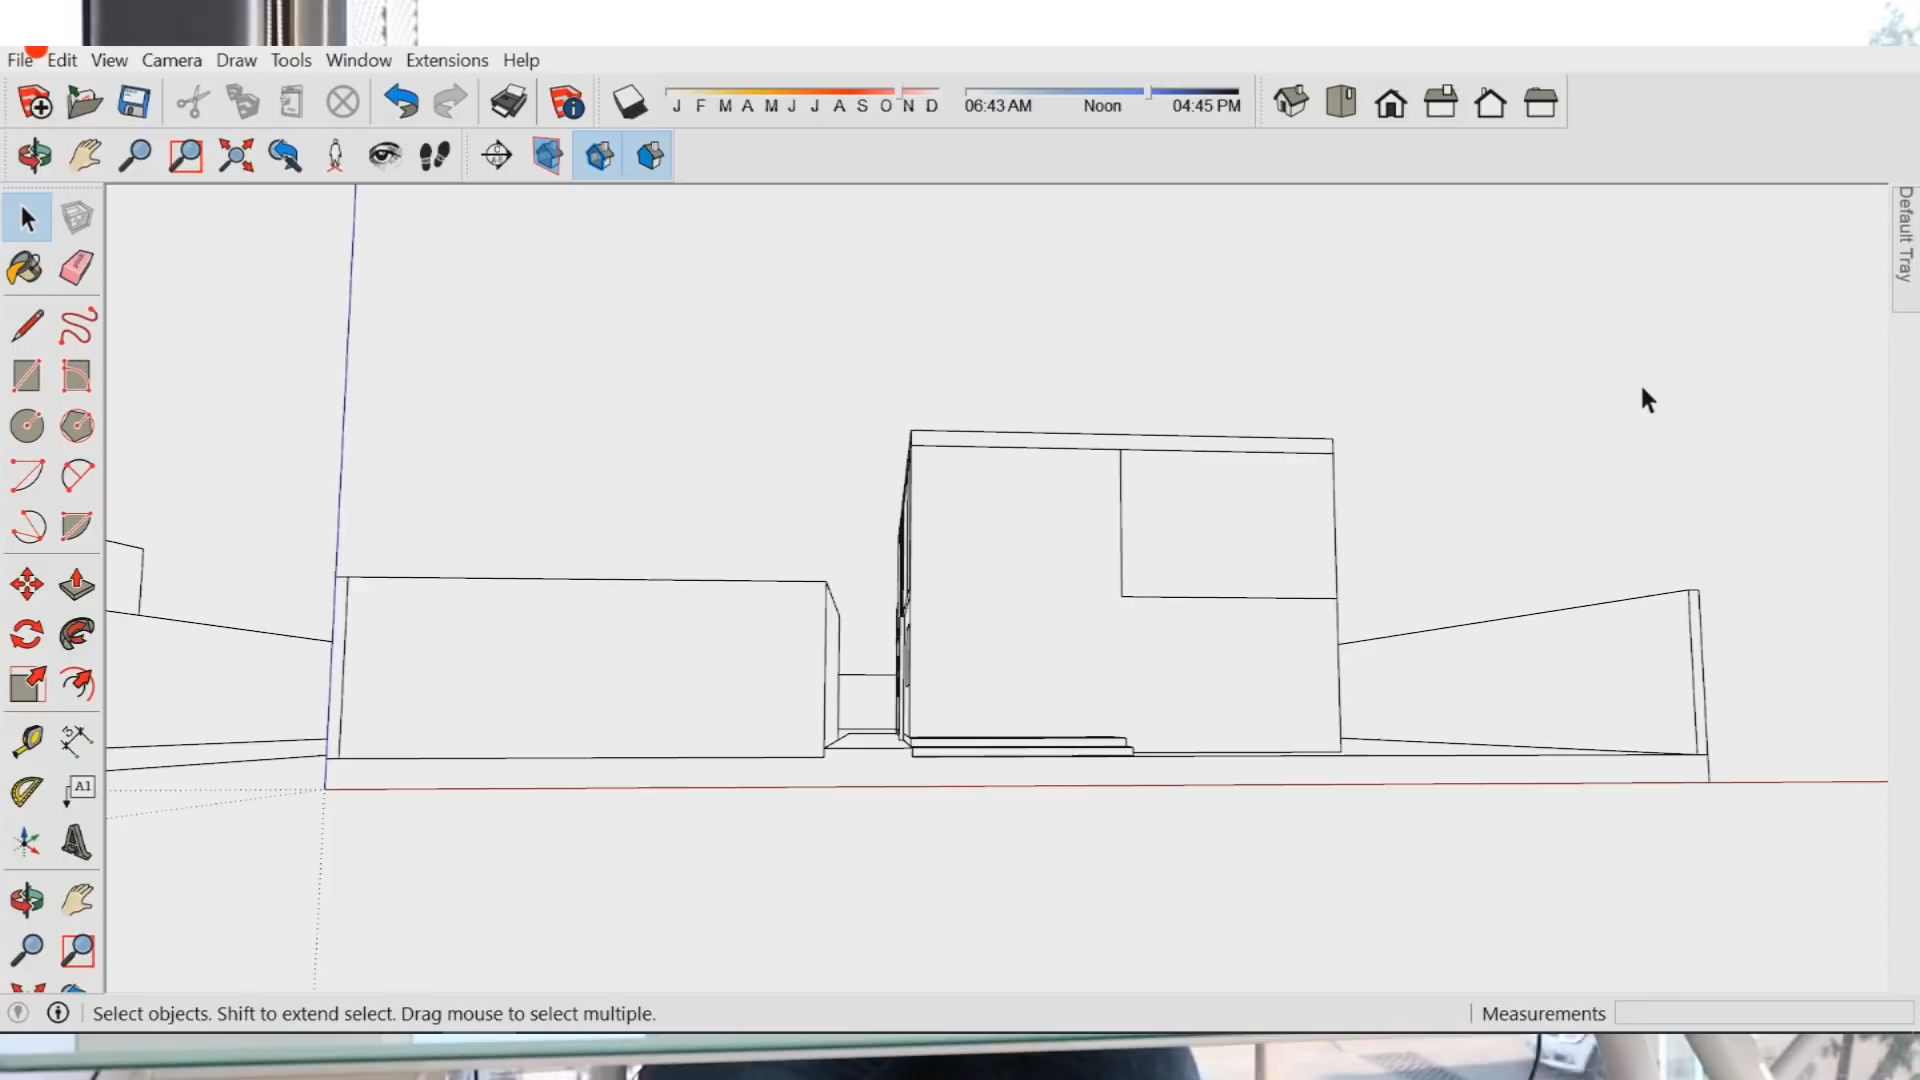 File Edit View Camera Draw Tools Window Extensions Help
J F M A M J J A S O N D 06:43 AM Noon 04:45 PM
Default Tray
3
A1
Select objects. Shift to extend select. Drag mouse to select multiple.
Measurements